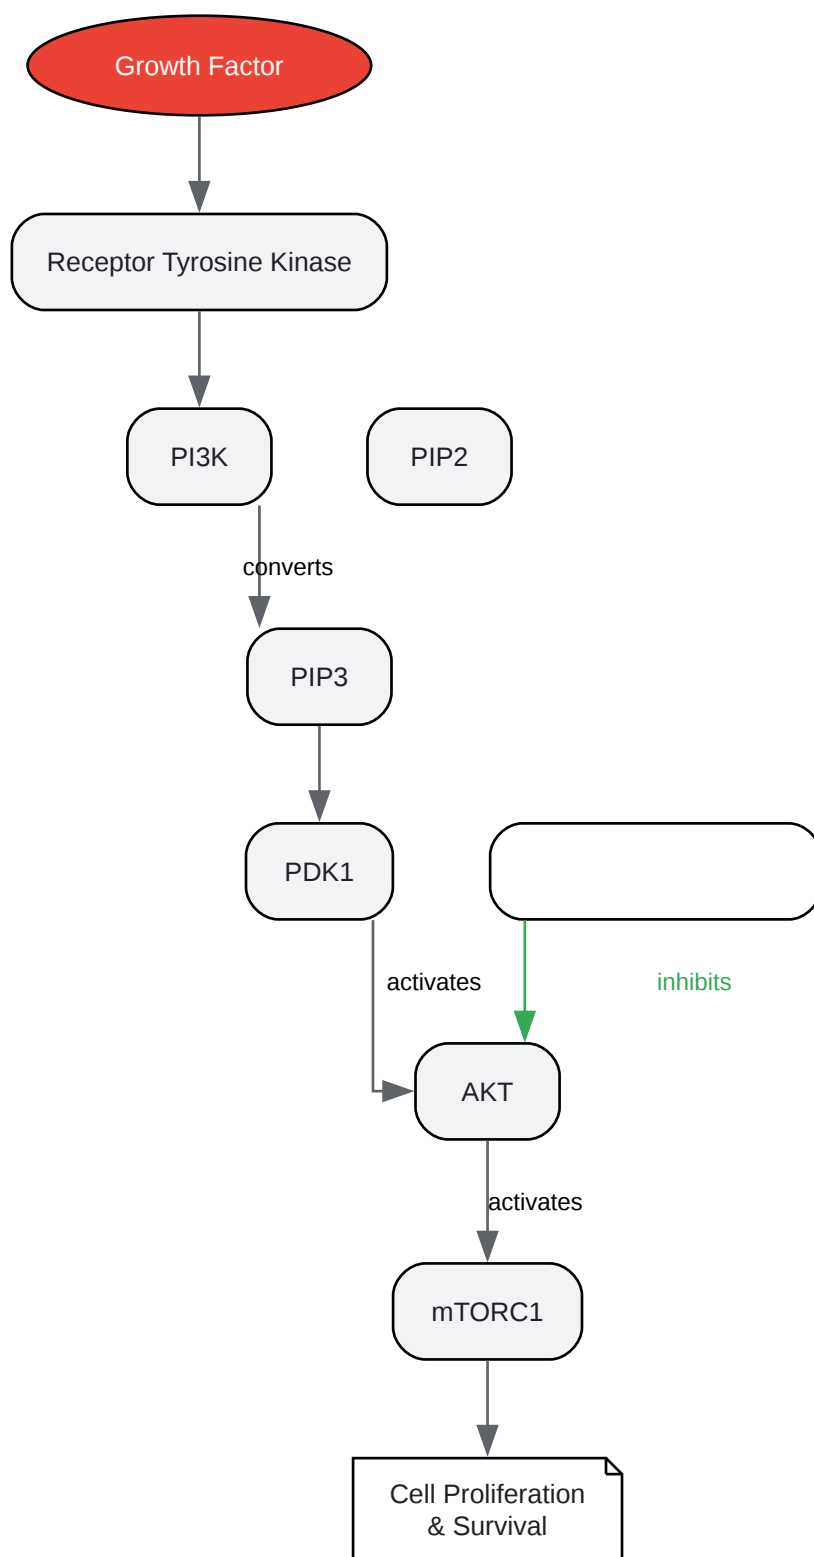 Growth Factor
Receptor Tyrosine Kinase
PI3K
PIP2
converts
PIP3
PDK1
activates
inhibits
AKT
activates
mTORC1
Cell Proliferation
& Survival